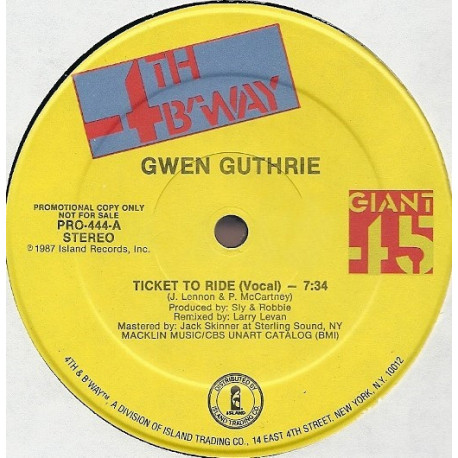 4TH
B'WAY
GWEN GUTHRIE
PROMOTIONAL COPY ONLY
NOT FOR SALE
PRO-444-A
STEREO
℗1987 Island Records, Inc.
GIANT
45
TICKET TO RIDE (Vocal) — 7:34
(J. Lennon & P. McCartney)
Produced by: Sly & Robbie
Remixed by: Larry Levan
Mastered by: Jack Skinner at Sterling Sound, NY
MACKLIN MUSIC/CBS UNART CATALOG (BMI)
DISTRIBUTED BY
ISLAND
ISLAND TRADING CO.
4TH & B'WAY™, A DIVISION OF ISLAND TRADING CO., 14 EAST 4TH STREET, NEW YORK, N.Y. 10012